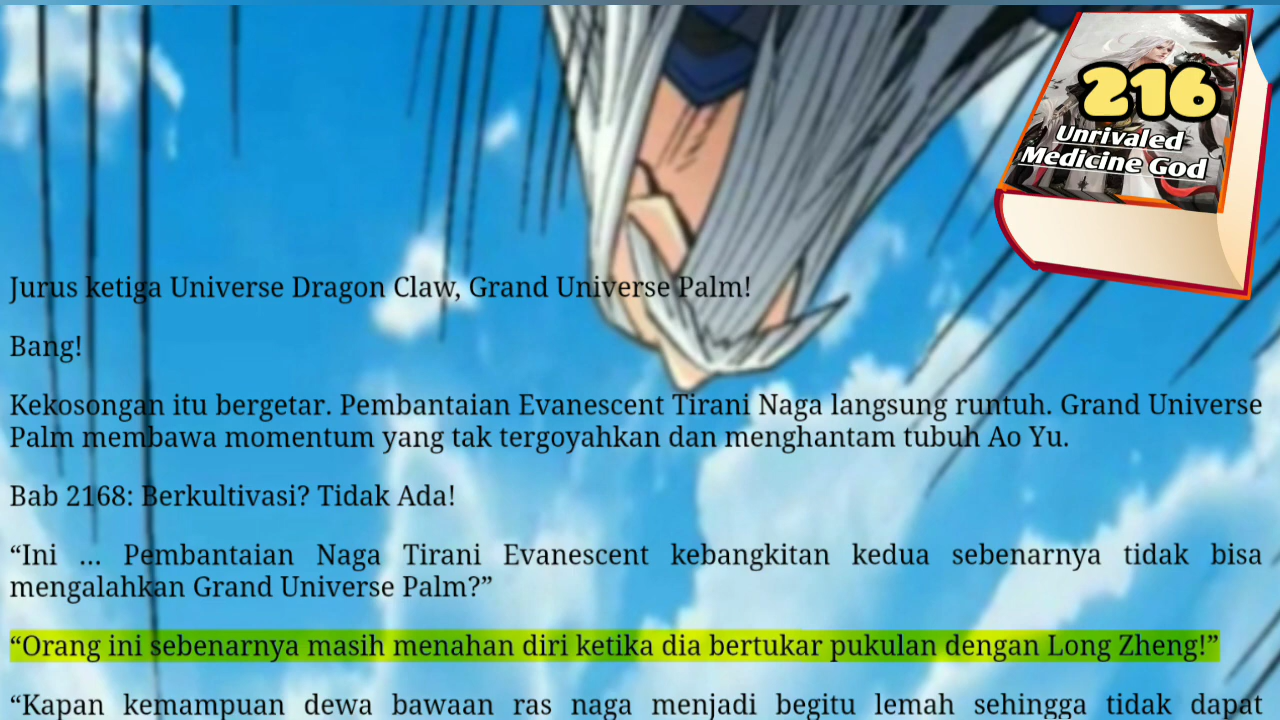 216
Unrivaled
Medicine God
Jurus ketiga Universe Dragon Claw, Grand Universe Palm!
Bang!
Kekosongan itu bergetar. Pembantaian Evanescent Tirani Naga langsung runtuh. Grand Universe
Palm membawa momentum yang tak tergoyahkan dan menghantam tubuh Ao Yu.
Bab 2168: Berkultivasi? Tidak Ada!
“Ini ... Pembantaian Naga Tirani Evanescent kebangkitan kedua sebenarnya tidak bisa
mengalahkan Grand Universe Palm?”
“Orang ini sebenarnya masih menahan diri ketika dia bertukar pukulan dengan Long Zheng!”
“Kapan kemampuan dewa bawaan ras naga menjadi begitu lemah sehingga tidak dapat